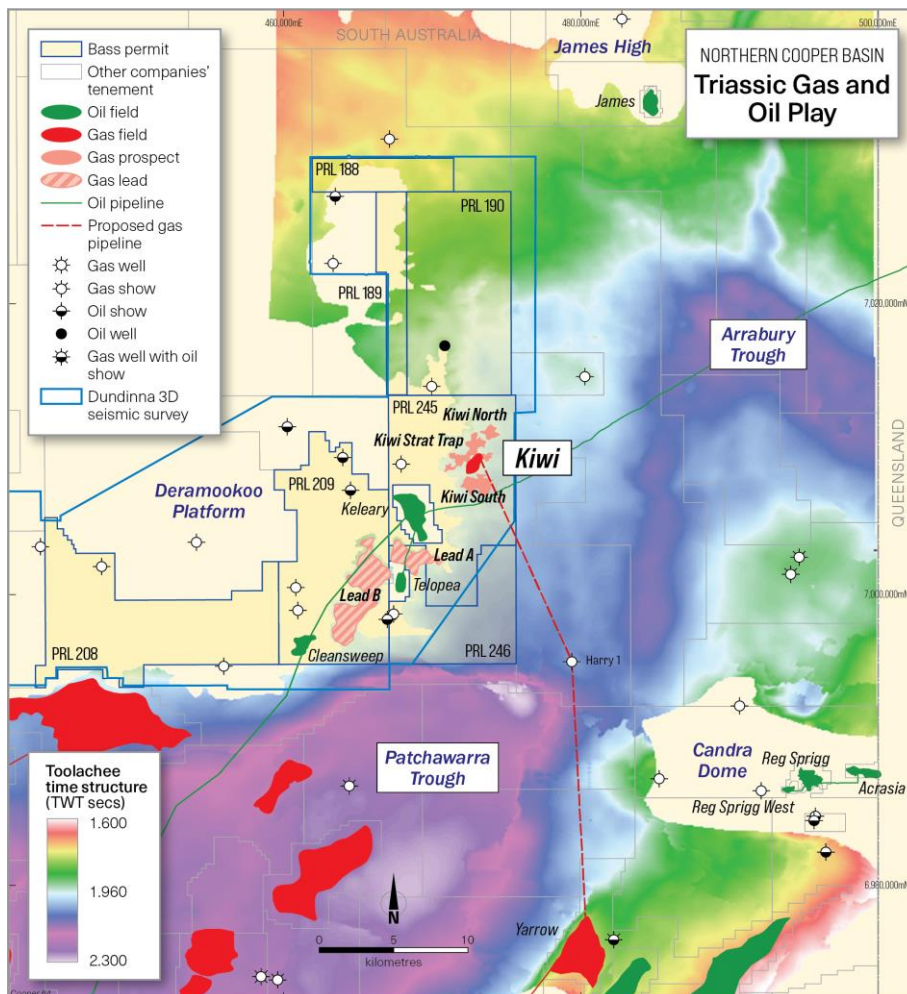 460,000mE
480,000mE
500,000mE
SOUTH AUSTRALIA
QUEENSLAND
NORTHERN COOPER BASIN
Triassic Gas and
Oil Play
Bass permit
Other companies'
tenement
Oil field
Gas field
Gas prospect
Gas lead
Oil pipeline
Proposed gas
pipeline
Gas well
Gas show
Oil show
Oil well
Gas well with oil
show
Dundinna 3D
seismic survey
James High
James
PRL 188
PRL 190
PRL 189
7,020,000mN
Arrabury
Trough
PRL 245
Kiwi North
Kiwi Strat Trap
Kiwi
Kiwi South
PRL 209
Deramookoo
Platform
Keleary
Lead A
Telopea
Lead B
7,000,000mN
Cleansweep
PRL 208
PRL 246
Harry 1
Patchawarra
Trough
Candra
Dome
Reg Sprigg
Acrasia
Reg Sprigg West
Toolachee
time structure
(TWT secs)
1.600
1.960
2.300
6,980,000mN
N
0
5
10
kilometres
Yarrow